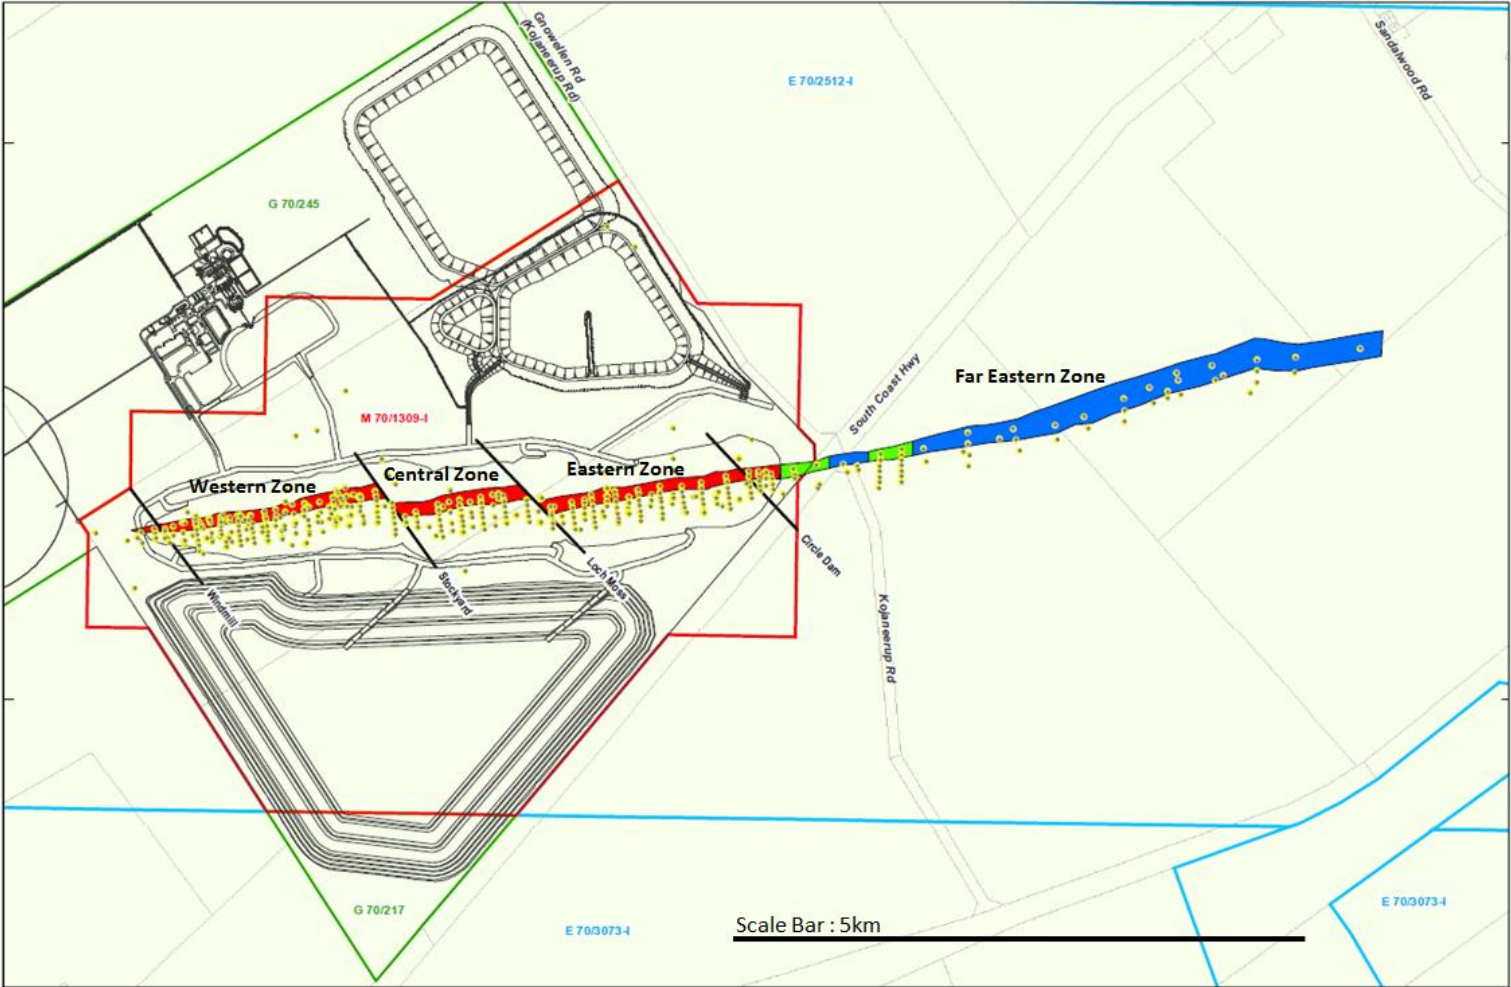 Gnowellen Rd
(Kojaneerup Rd)
Sandalwood Rd
E 70/2512-I
G 70/245
South Coast Hwy
Far Eastern Zone
M 70/1309-I
Eastern Zone
Central Zone
Western Zone
Circle Dam
Loch Moss
Stockyard
Windmill
Kojaneerup Rd
G 70/217
E 70/3073-I
E 70/3073-I
Scale Bar : 5km